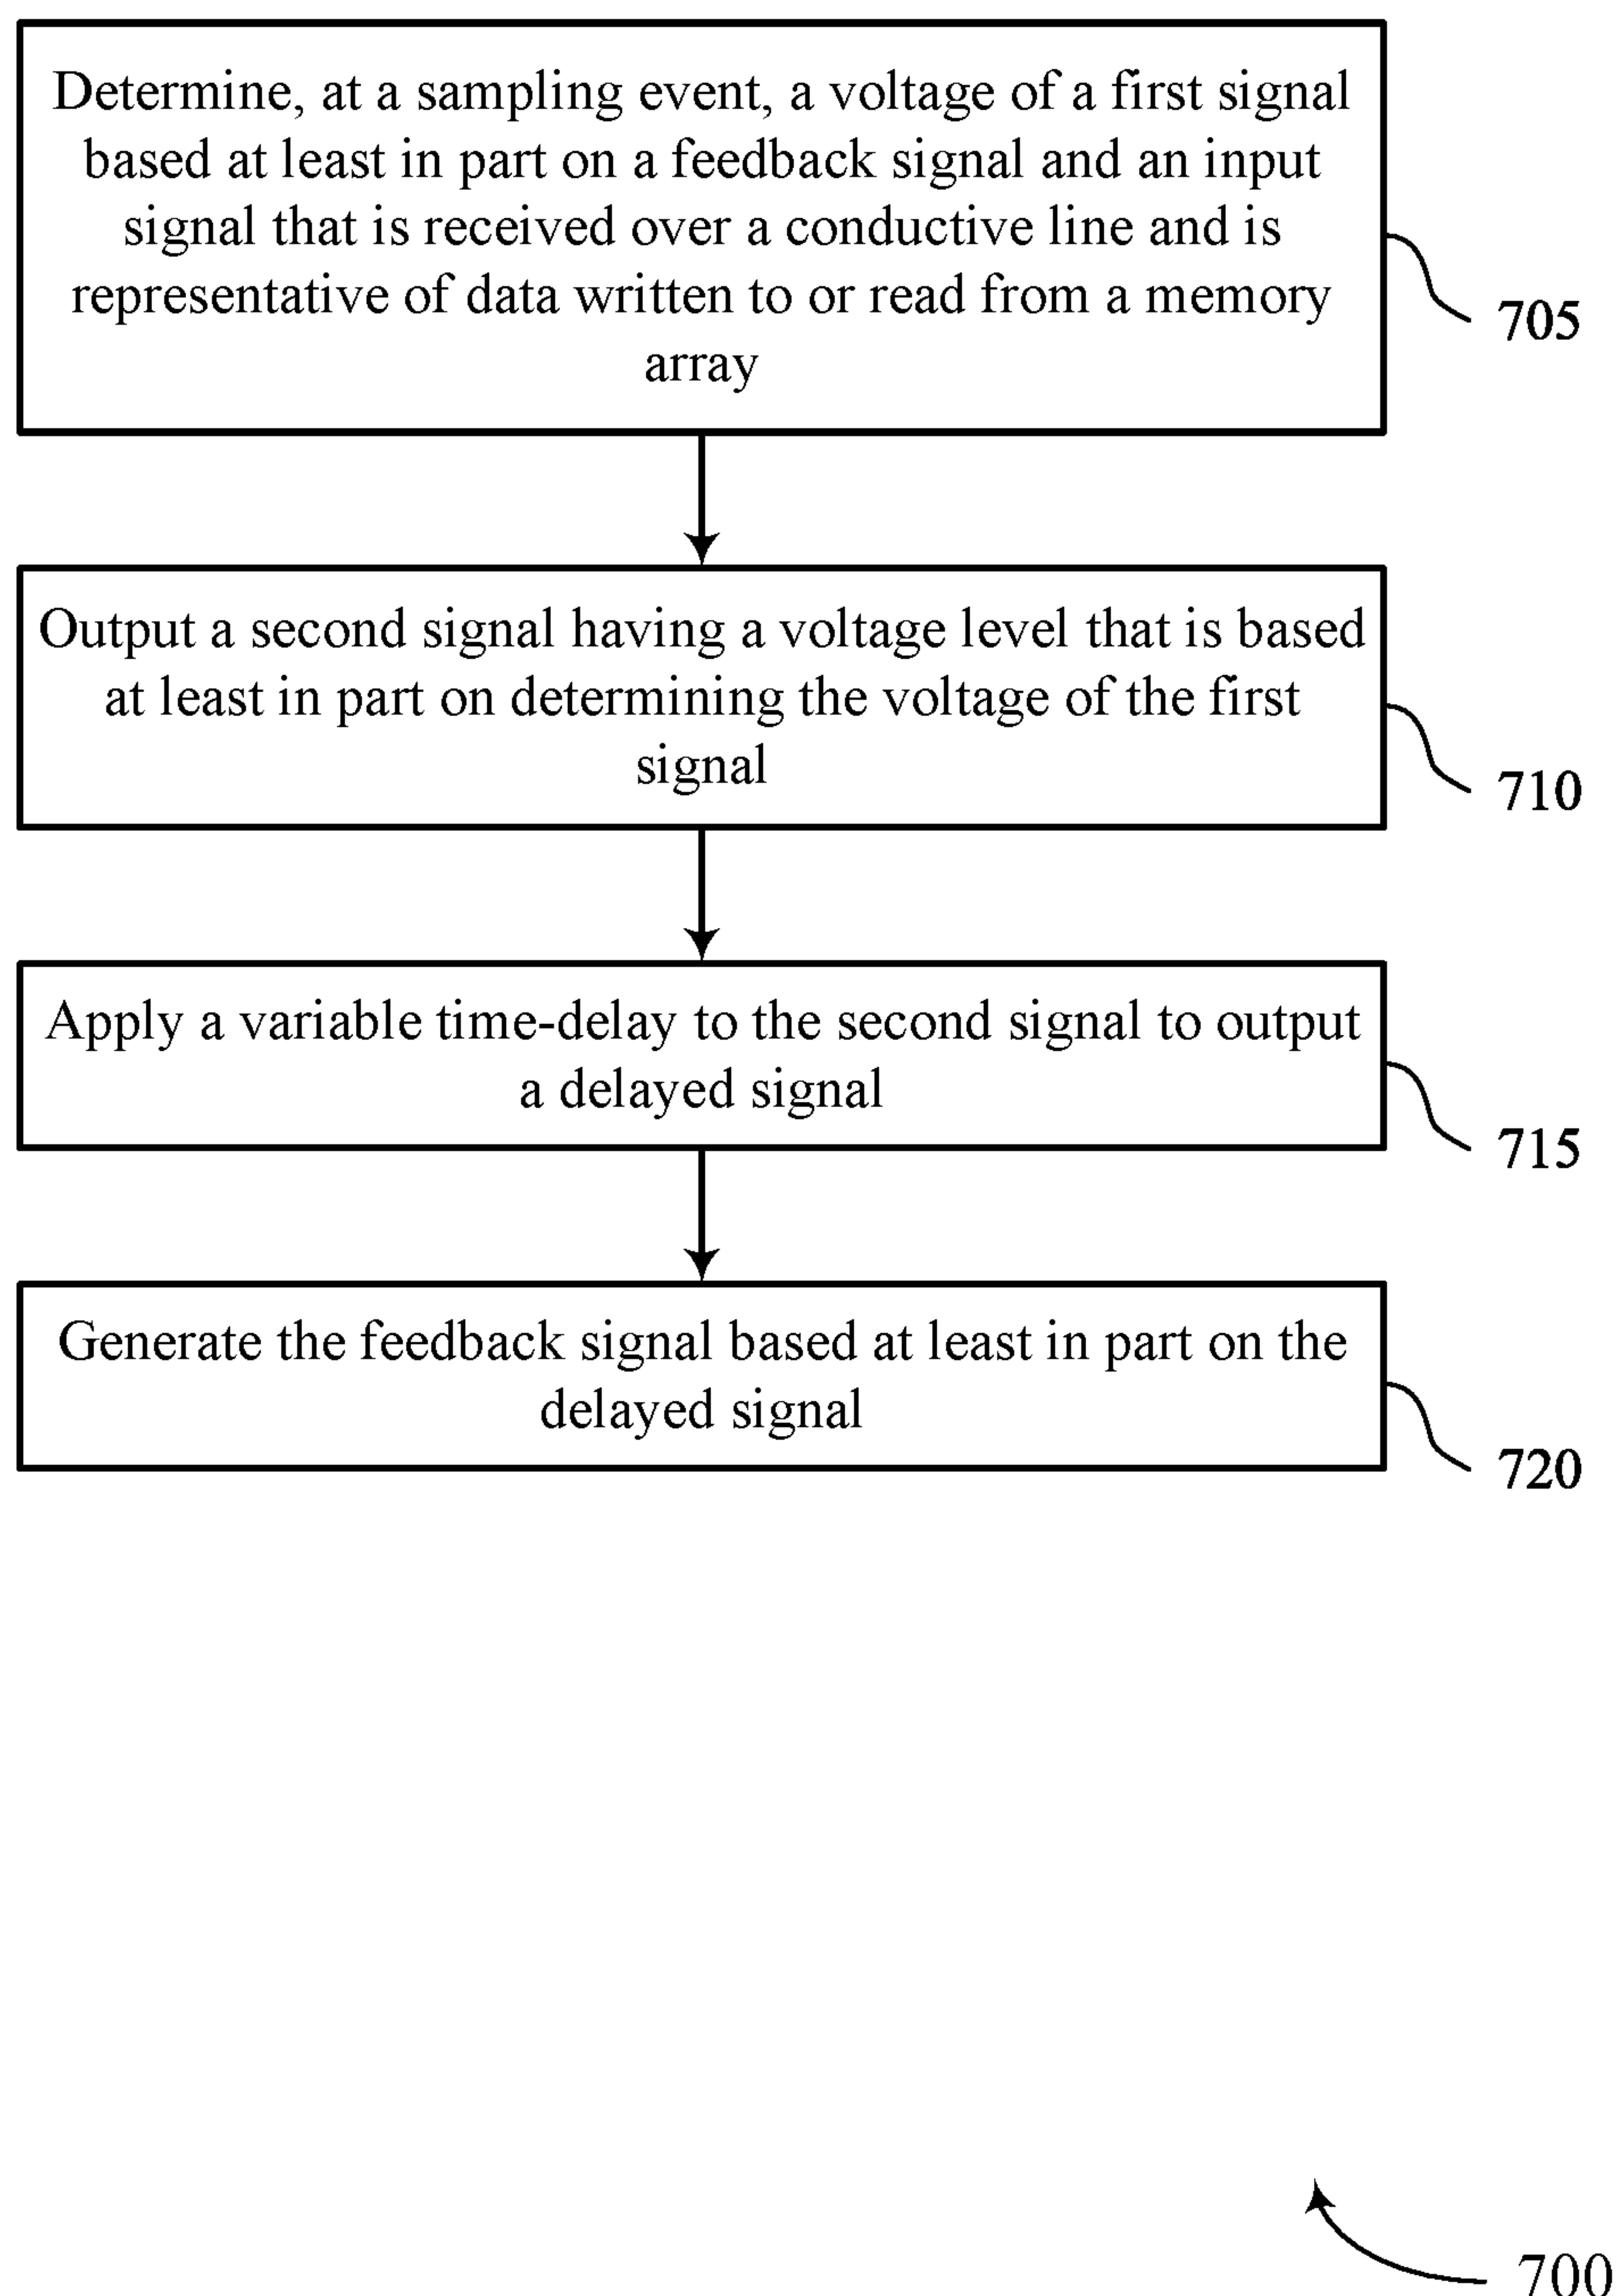 Determine, at a sampling event, a voltage of a first signal
based at least in part on a feedback signal and an input
signal that is received over a conductive line and is
representative of data written to or read from a memory
array
705
Output a second signal having a voltage level that is based
at least in part on determining the voltage of the first
signal
710
Apply a variable time-delay to the second signal to output
a delayed signal
715
Generate the feedback signal based at least in part on the
delayed signal
720
700